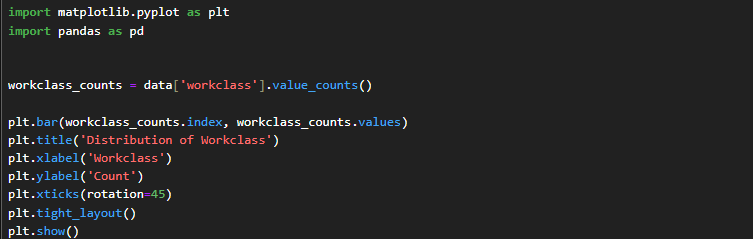 import matplotlib.pyplot as plt
import pandas as pd
workclass_counts = data['workclass'].value_counts()
plt.bar(workclass_counts.index, workclass_counts.values)
plt.title('Distribution of Workclass')
plt.xlabel('Workclass')
plt.ylabel('Count')
plt.xticks(rotation=45)
plt.tight_layout()
plt.show()